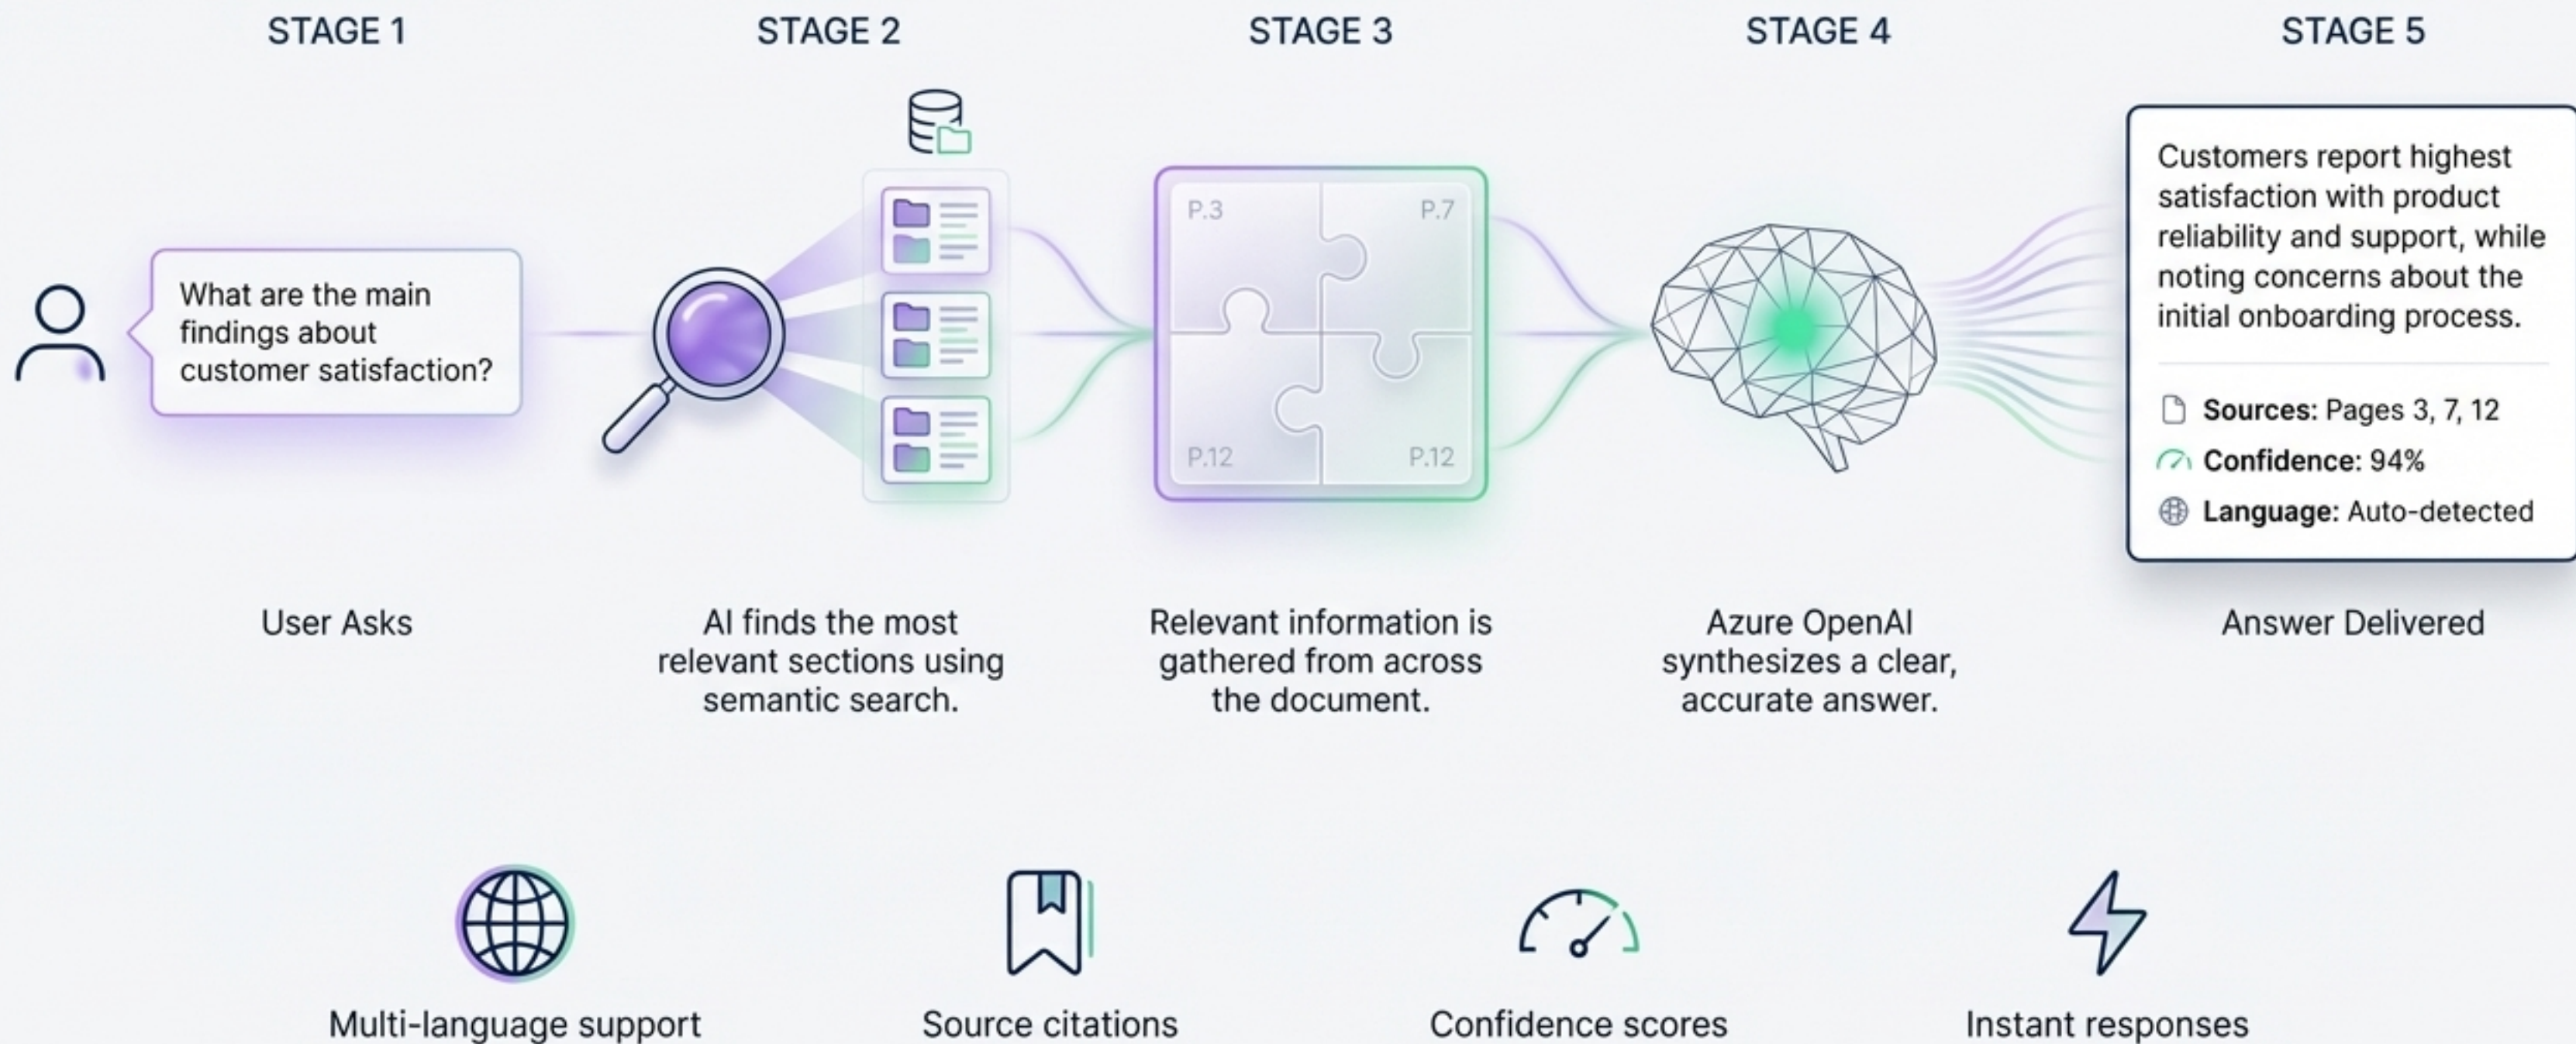 STAGE 1
STAGE 2
STAGE 3
STAGE 4
STAGE 5
What are the main
findings about
customer satisfaction?
P.3
P.7
P.12
P.12
Customers report highest
satisfaction with product
reliability and support, while
noting concerns about the
initial onboarding process.
Sources: Pages 3, 7, 12
Confidence: 94%
Language: Auto-detected
User Asks
AI finds the most
relevant sections using
semantic search.
Relevant information is
gathered from across
the document.
Azure OpenAI
synthesizes a clear,
accurate answer.
Answer Delivered
Multi-language support
Source citations
Confidence scores
Instant responses